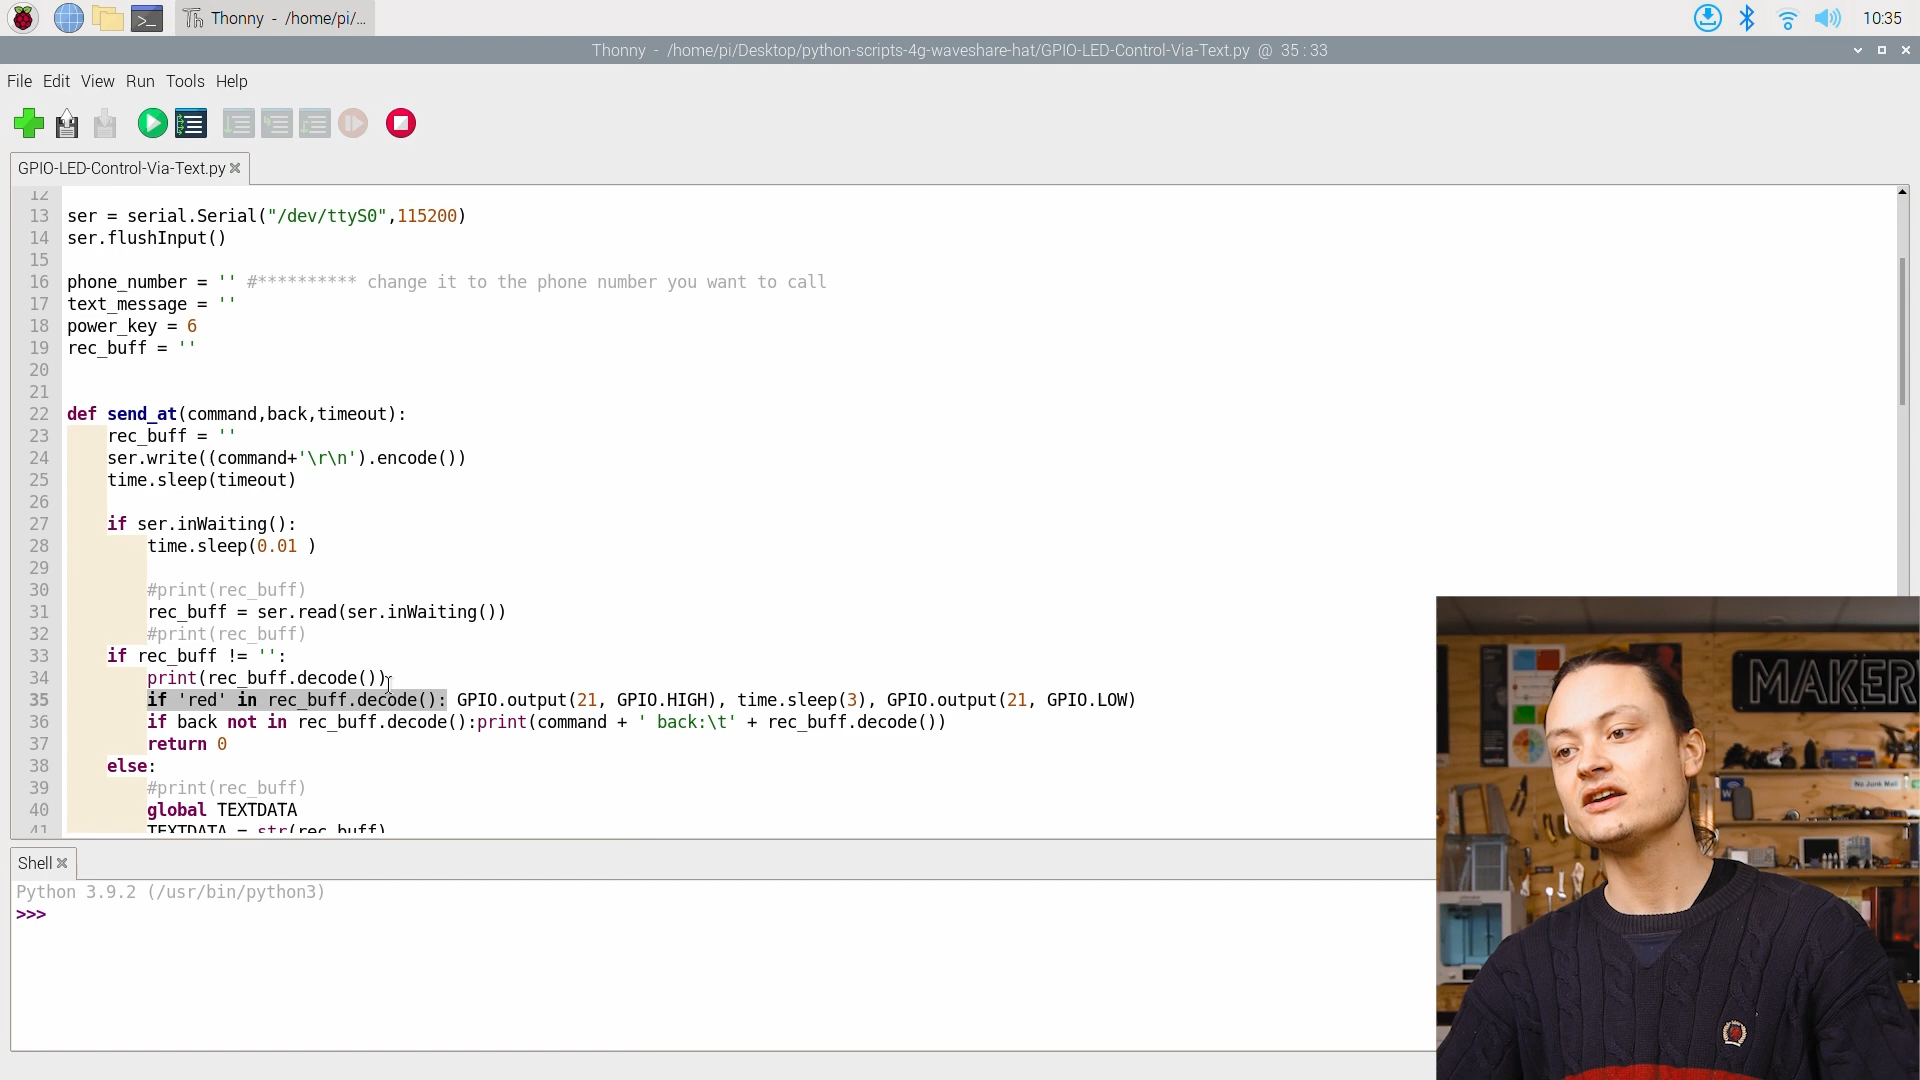 Thonny - /home/pi/...
10:35
Thonny - /home/pi/Desktop/python-scripts-4g-waveshare-hat/GPIO-LED-Control-Via-Text.py @ 35 : 33
File Edit View Run Tools Help
GPIO-LED-Control-Via-Text.py
12
13 ser = serial.Serial("/dev/ttyS0",115200)
14 ser.flushInput()
15
16 phone_number = '' #********** change it to the phone number you want to call
17 text_message = ''
18 power_key = 6
19 rec_buff = ''
20
21
22 def send_at(command,back,timeout):
23 rec_buff = ''
24 ser.write((command+'\r\n').encode())
25 time.sleep(timeout)
26
27 if ser.inWaiting():
28 time.sleep(0.01 )
29
30 #print(rec_buff)
31 rec_buff = ser.read(ser.inWaiting())
32 #print(rec_buff)
33 if rec_buff != '':
34 print(rec_buff.decode())
35 if 'red' in rec_buff.decode(): GPIO.output(21, GPIO.HIGH), time.sleep(3), GPIO.output(21, GPIO.LOW)
36 if back not in rec_buff.decode():print(command + ' back:\t' + rec_buff.decode())
37 return 0
38 else:
39 #print(rec_buff)
40 global TEXTDATA
41 TEXTDATA = str(rec_buff)
MAKER
No Junk Mail
Shell
Python 3.9.2 (/usr/bin/python3)
>>>